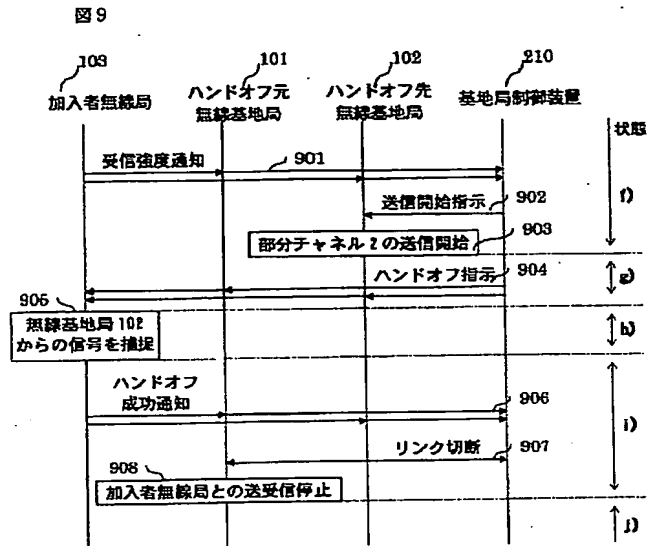 図9
103
101
102
210
加入者無線局
ハンドオフ元
無線基地局
ハンドオフ先
無線基地局
基地局制御装置
状態
受信強度通知
901
送信開始指示
902
f)
部分チャネル2の送信開始
903
ハンドオフ指示
904
g)
905
無線基地局102
からの信号を捕捉
h)
ハンドオフ
成功通知
906
i)
リンク切断
907
908
加入者無線局との送受信停止
j)